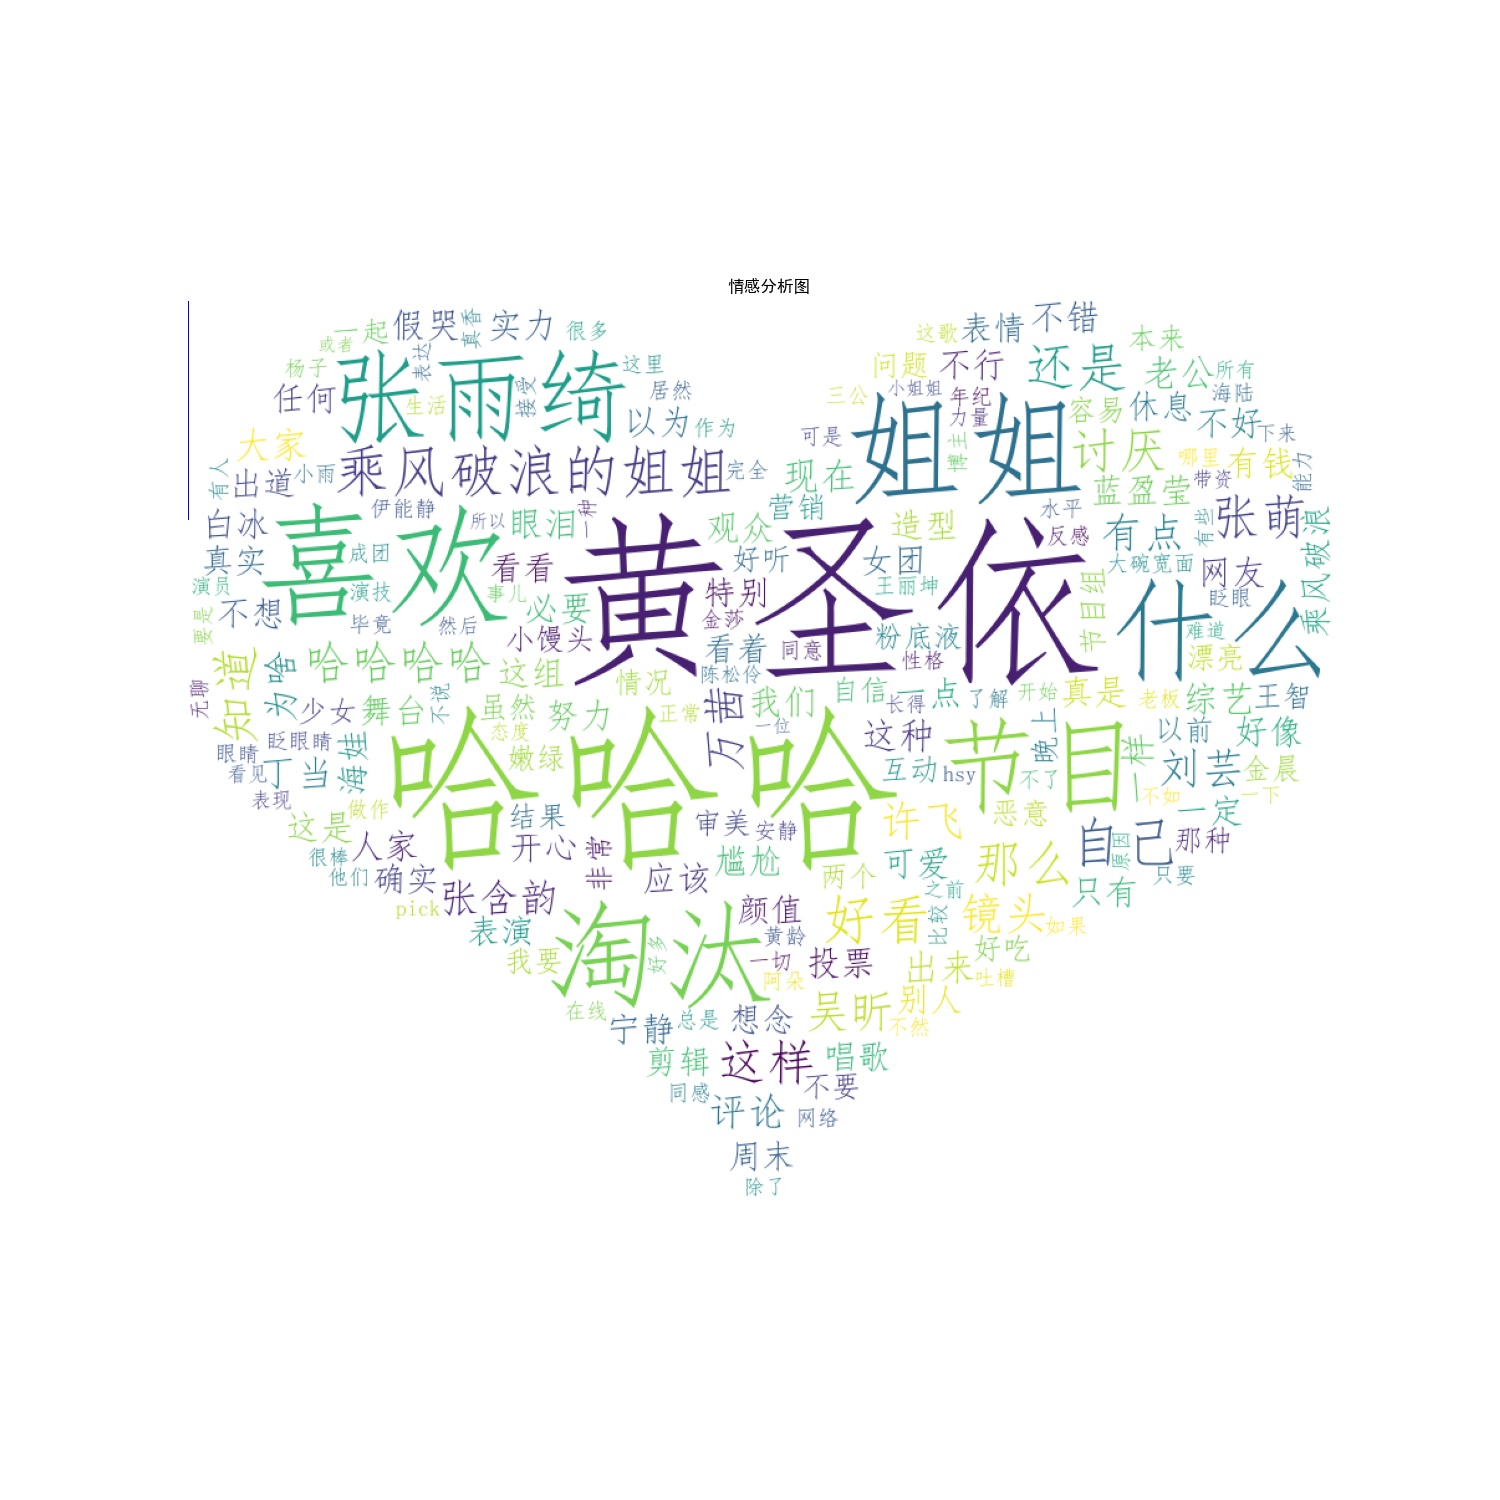 情感分析图
一起
假哭
真香
实力
很多
或者
杨子
表达
这里
任何
张雨绮
生活
接受
居然
大家
以为
作为
有人
出道
小雨
乘风破浪的姐姐
完全
这歌
表情
不错
本来
问题
不行
还是
老公
所有
三公
小姐姐
年纪
海陆
力量
容易
休息
不好
下来
可是
姐姐
博主
讨厌
哪里
有钱
能力
现在
蓝盈莹
带资
白冰
伊能静
所以
眼泪
一种
观众
营销
造型
水平
反感
有点
有些
张萌
乘风破浪
真实
成团
喜欢
看看
好听
女团
大碗宽面
网友
演员
演技
事儿
必要
黄圣依
特别
王丽坤
节目组
什么
眨眼
要是
不想
毕竟
然后
小馒头
金莎
看着
同意
粉底液
性格
难道
漂亮
知道
为啥
哈哈哈哈
这组
情况
陈松伶
无聊
少女
舞台
不说
虽然
努力
正常
万茜
我们
自信
长得
一点
了解
开始
真是
老板
综艺
王智
眼睛
眨眼睛
海娃
态度
嫩绿
一位
这种
晚上
一样
以前
好像
看见
丁当
哈哈哈
互动
hsy
节目
不了
刘芸
金晨
表现
做作
结果
审美
安静
许飞
恶意
不如
一定
一下
这是
人家
开心
非常
尴尬
可爱
那么
自己
原因
那种
很棒
他们
确实
应该
两个
之前
只有
只要
pick
张含韵
颜值
好看
比较
镜头
如果
表演
淘汰
黄龄
我要
好多
一切
投票
出来
好吃
阿朵
吐槽
在线
宁静
总是
想念
吴昕
别人
不然
剪辑
这样
唱歌
同感
不要
评论
网络
周末
除了